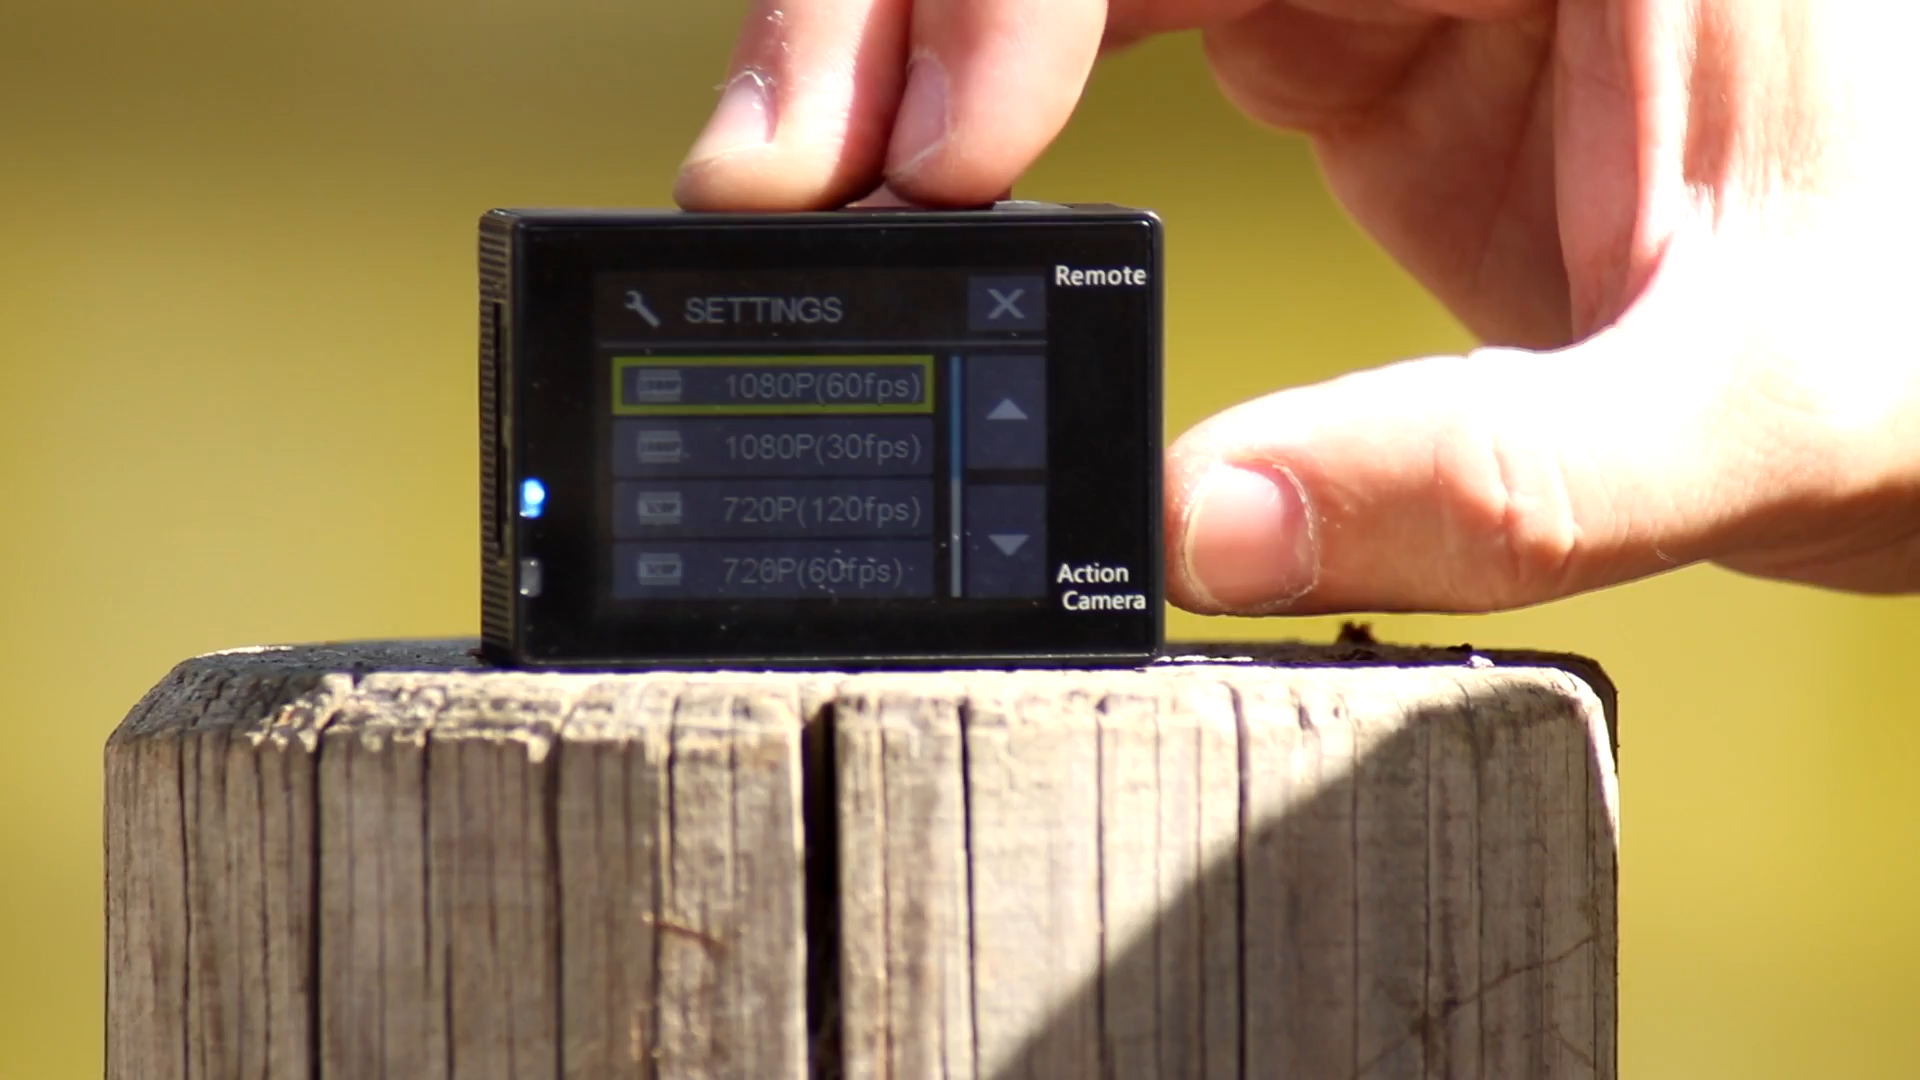 Remote
SETTINGS
X
1080P(60fps)
1080P(30fps)
720P(120fps)
720P(60fps)
Action
Camera